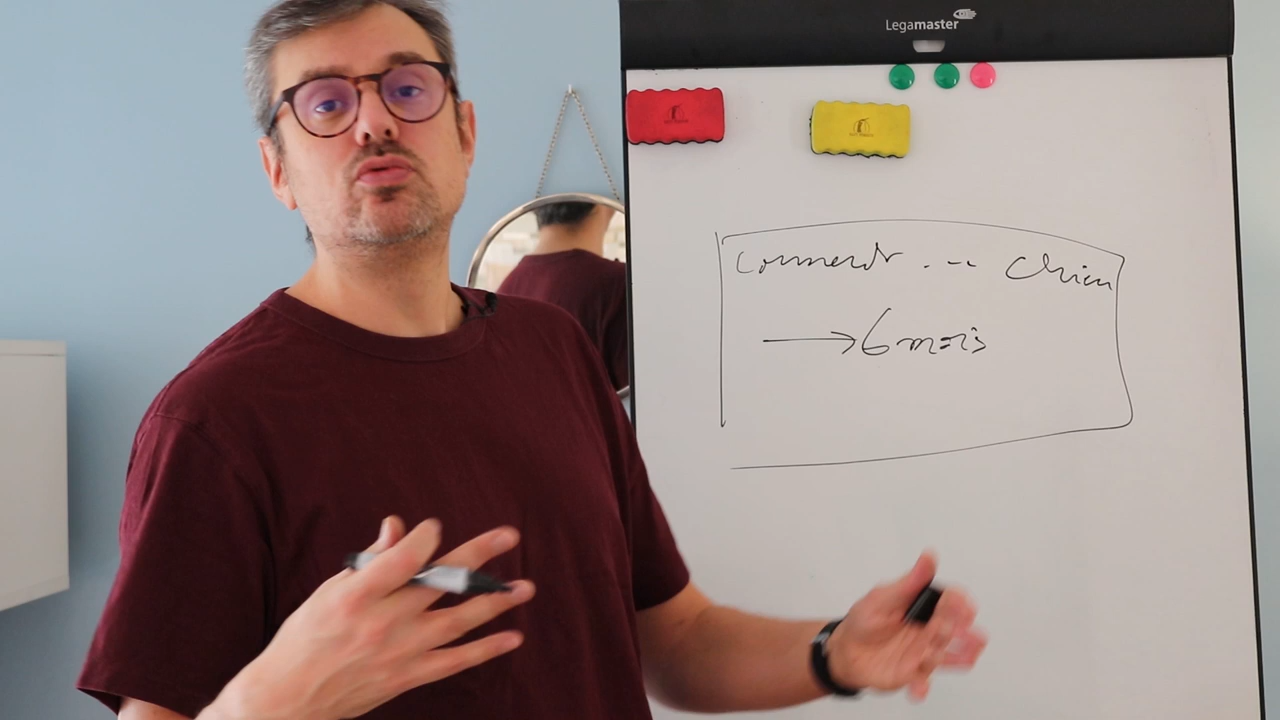 Legamaster
comment . -- chien
→ 6 mois